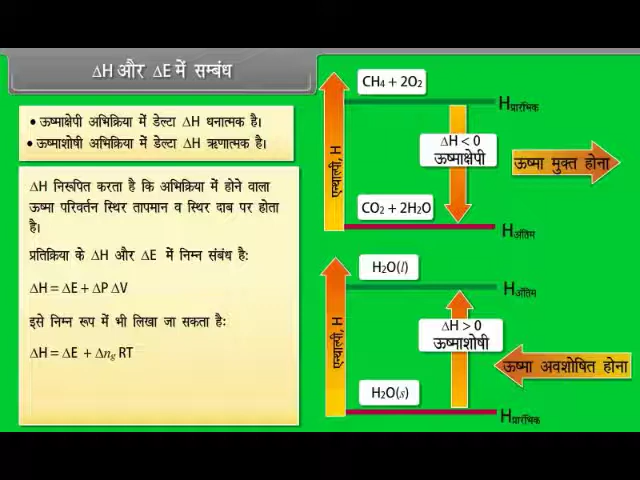 ΔH और ΔE में सम्बंध
• ऊष्माक्षेपी अभिक्रिया में डेल्टा ΔH धनात्मक है।
• ऊष्माशोषी अभिक्रिया में डेल्टा ΔH ऋणात्मक है।
ΔH निरूपित करता है कि अभिक्रिया में होने वाला
ऊष्मा परिवर्तन स्थिर तापमान व स्थिर दाब पर होता
है।
प्रतिक्रिया के ΔH और ΔE में निम्न संबंध है:
ΔH = ΔE + ΔP ΔV
इसे निम्न रूप में भी लिखा जा सकता है:
ΔH = ΔE + Δng RT
CH4 + 2O2
Hप्रारंभिक
एन्थाल्पी, H
ΔH < 0
ऊष्माक्षेपी
ऊष्मा मुक्त होना
CO2 + 2H2O
Hअंतिम
H2O(l)
Hअंतिम
एन्थाल्पी, H
ΔH > 0
ऊष्माशोषी
ऊष्मा अवशोषित होना
H2O(s)
Hप्रारंभिक